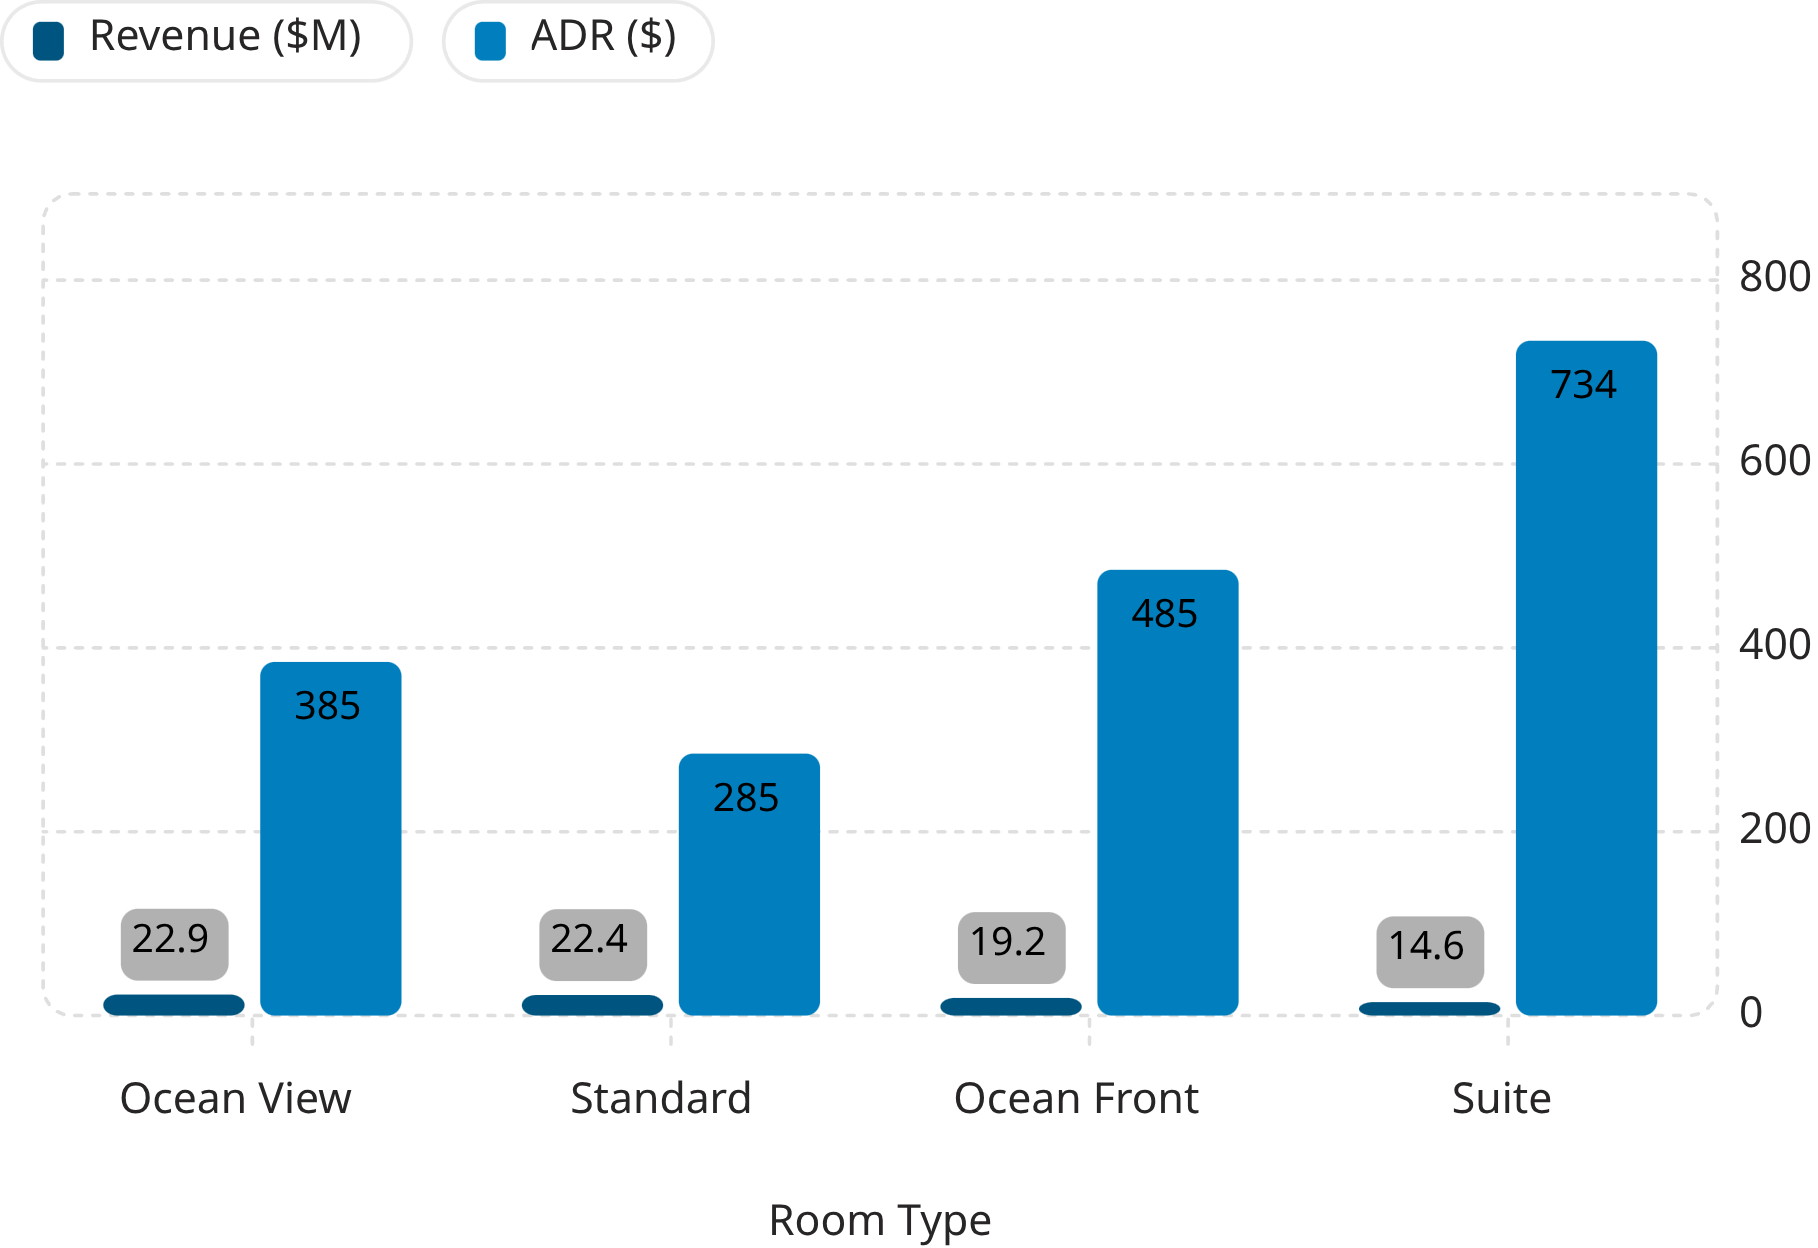 Revenue ($M) ADR ($)
800
734
600
485
400
385
285
200
22.9 22.4 19.2 14.6
0
Ocean View Standard Ocean Front Suite
Room Type